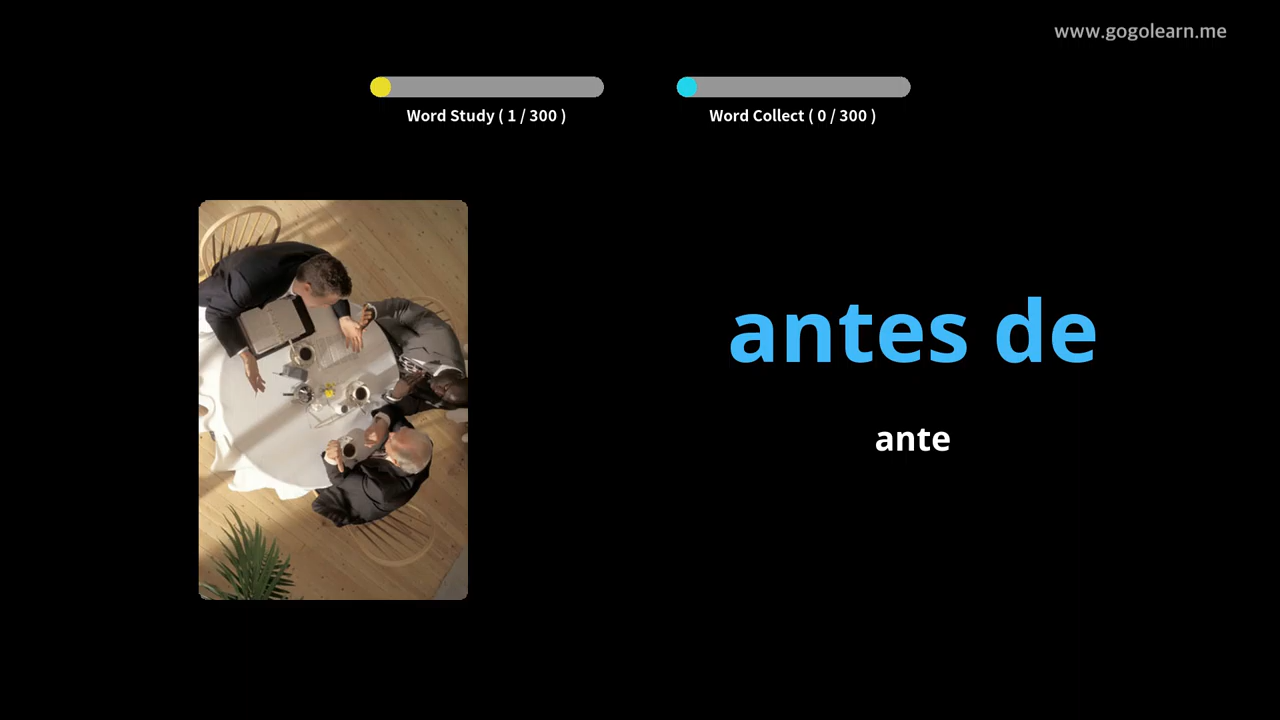 www.gogolearn.me
Word Study ( 1 / 300 )
Word Collect ( 0 / 300 )
antes de
ante